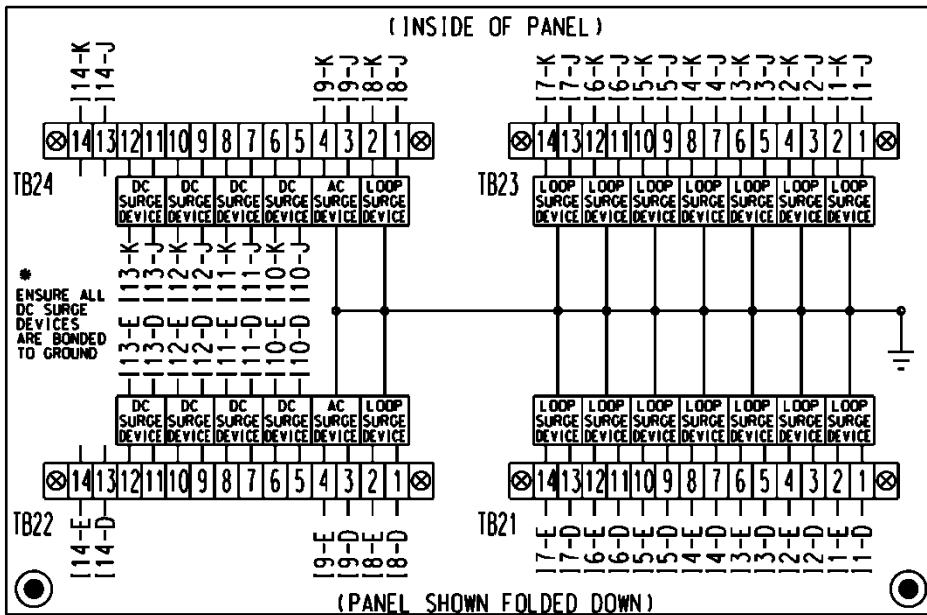 (INSIDE OF PANEL)
I14-K I14-J I9-K I9-J I8-K I8-J I7-K I7-J I6-K I6-J I5-K I5-J I4-K I4-J I3-K I3-J I2-K I2-J I1-K I1-J
14 13 12 11 10 9 8 7 6 5 4 3 2 1
14 13 12 11 10 9 8 7 6 5 4 3 2 1
TB24
TB23
DC SURGE DEVICE
DC SURGE DEVICE
DC SURGE DEVICE
DC SURGE DEVICE
AC SURGE DEVICE
LOOP SURGE DEVICE
LOOP SURGE DEVICE
LOOP SURGE DEVICE
LOOP SURGE DEVICE
LOOP SURGE DEVICE
LOOP SURGE DEVICE
LOOP SURGE DEVICE
LOOP SURGE DEVICE
I13-K I13-J I12-K I12-J I11-K I11-J I10-K I10-J
*
ENSURE ALL
DC SURGE
DEVICES
ARE BONDED
TO GROUND
I13-E I13-D I12-E I12-D I11-E I11-D I10-E I10-D
DC SURGE DEVICE
DC SURGE DEVICE
DC SURGE DEVICE
DC SURGE DEVICE
AC SURGE DEVICE
LOOP SURGE DEVICE
LOOP SURGE DEVICE
LOOP SURGE DEVICE
LOOP SURGE DEVICE
LOOP SURGE DEVICE
LOOP SURGE DEVICE
LOOP SURGE DEVICE
LOOP SURGE DEVICE
14 13 12 11 10 9 8 7 6 5 4 3 2 1
14 13 12 11 10 9 8 7 6 5 4 3 2 1
TB22
TB21
I14-E I14-D I9-E I9-D I8-E I8-D I7-E I7-D I6-E I6-D I5-E I5-D I4-E I4-D I3-E I3-D I2-E I2-D I1-E I1-D
(PANEL SHOWN FOLDED DOWN)